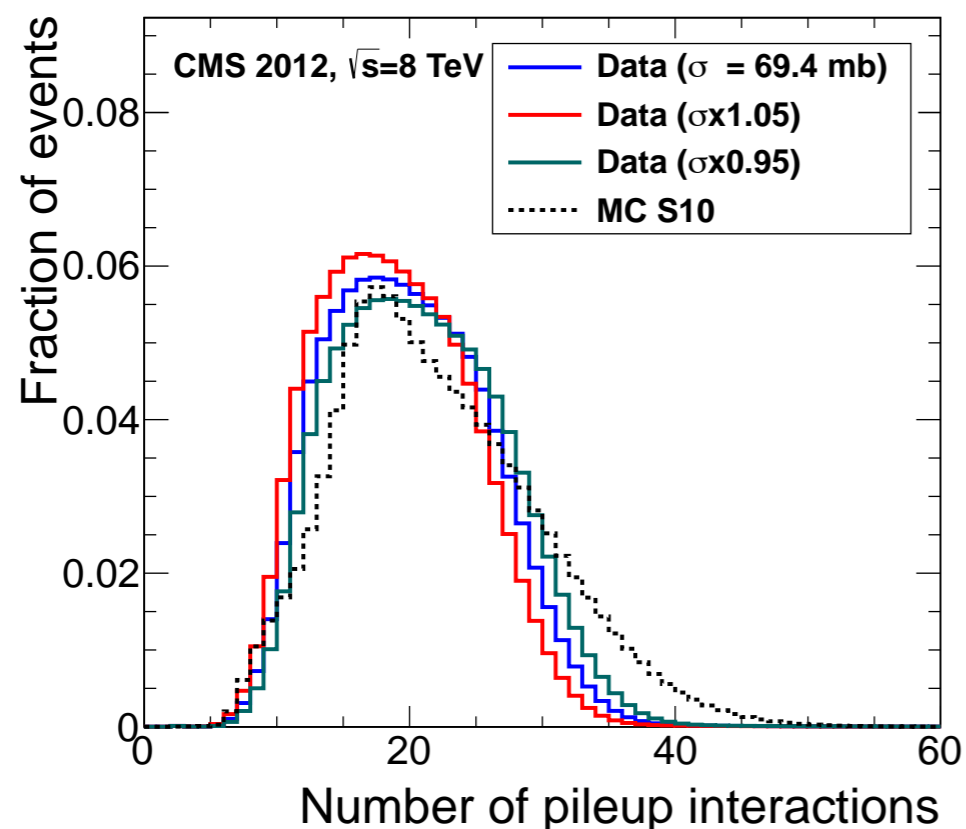 CMS 2012, √s=8 TeV
Data (σ = 69.4 mb)
Data (σx1.05)
Data (σx0.95)
MC S10
Fraction of events
0.08
0.06
0.04
0.02
0
0 20 40 60
Number of pileup interactions